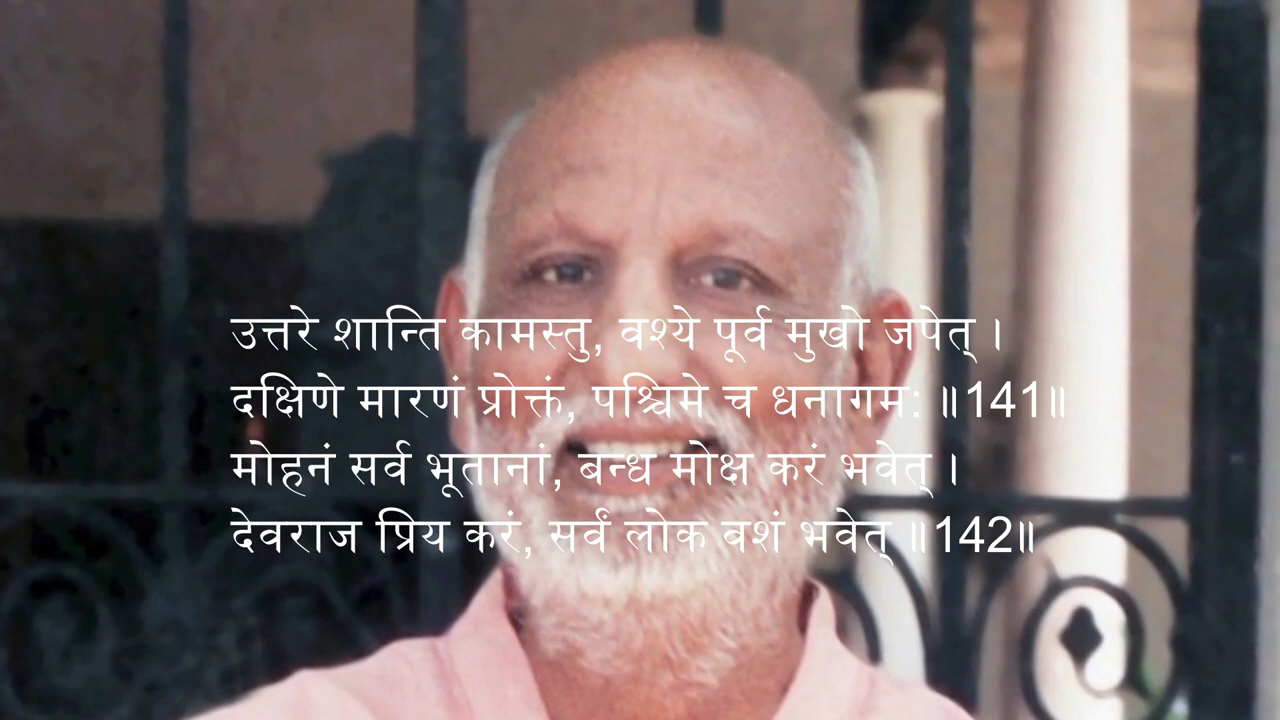 उत्तरे शान्ति कामस्तु, वश्ये पूर्व मुखो जपेत् ।
दक्षिणे मारणं प्रोक्तं, पश्चिमे च धनागम: ॥141॥
मोहनं सर्व भूतानां, बन्ध मोक्ष करं भवेत् ।
देवराज प्रिय करं, सर्वं लोक वशं भवेत् ॥142॥